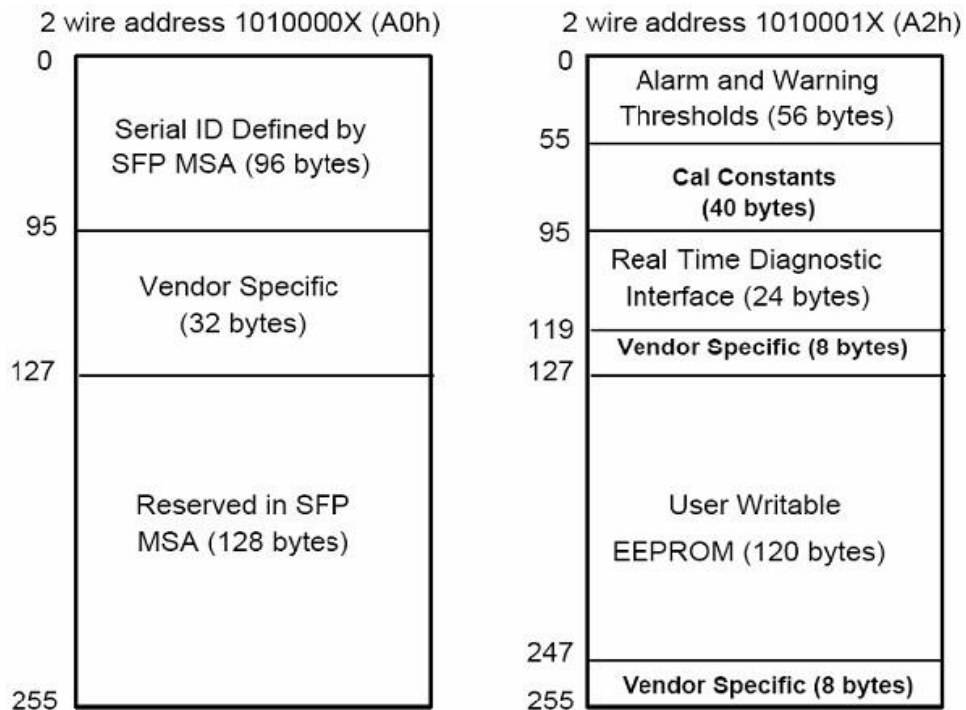 2 wire address 1010000X (A0h)
0
Serial ID Defined by
SFP MSA (96 bytes)
95
Vendor Specific
(32 bytes)
127
Reserved in SFP
MSA (128 bytes)
255
2 wire address 1010001X (A2h)
0
Alarm and Warning
Thresholds (56 bytes)
55
Cal Constants
(40 bytes)
95
Real Time Diagnostic
Interface (24 bytes)
119
Vendor Specific (8 bytes)
127
User Writable
EEPROM (120 bytes)
247
Vendor Specific (8 bytes)
255